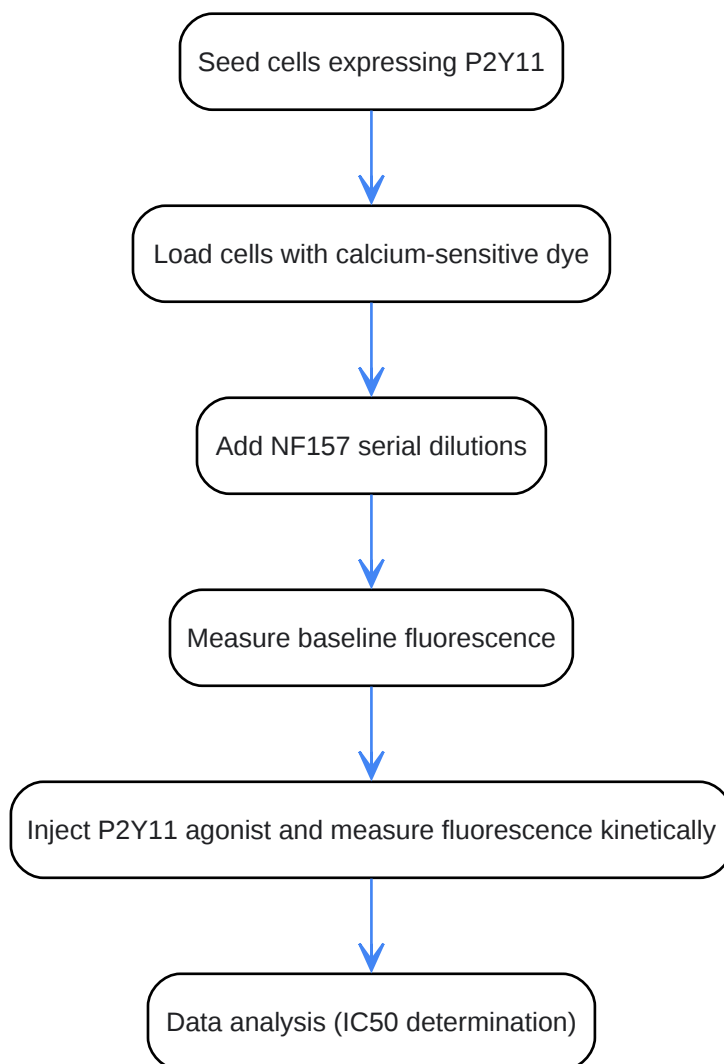 Seed cells expressing P2Y11
Load cells with calcium-sensitive dye
Add NF157 serial dilutions
Measure baseline fluorescence
Inject P2Y11 agonist and measure fluorescence kinetically
Data analysis (IC50 determination)